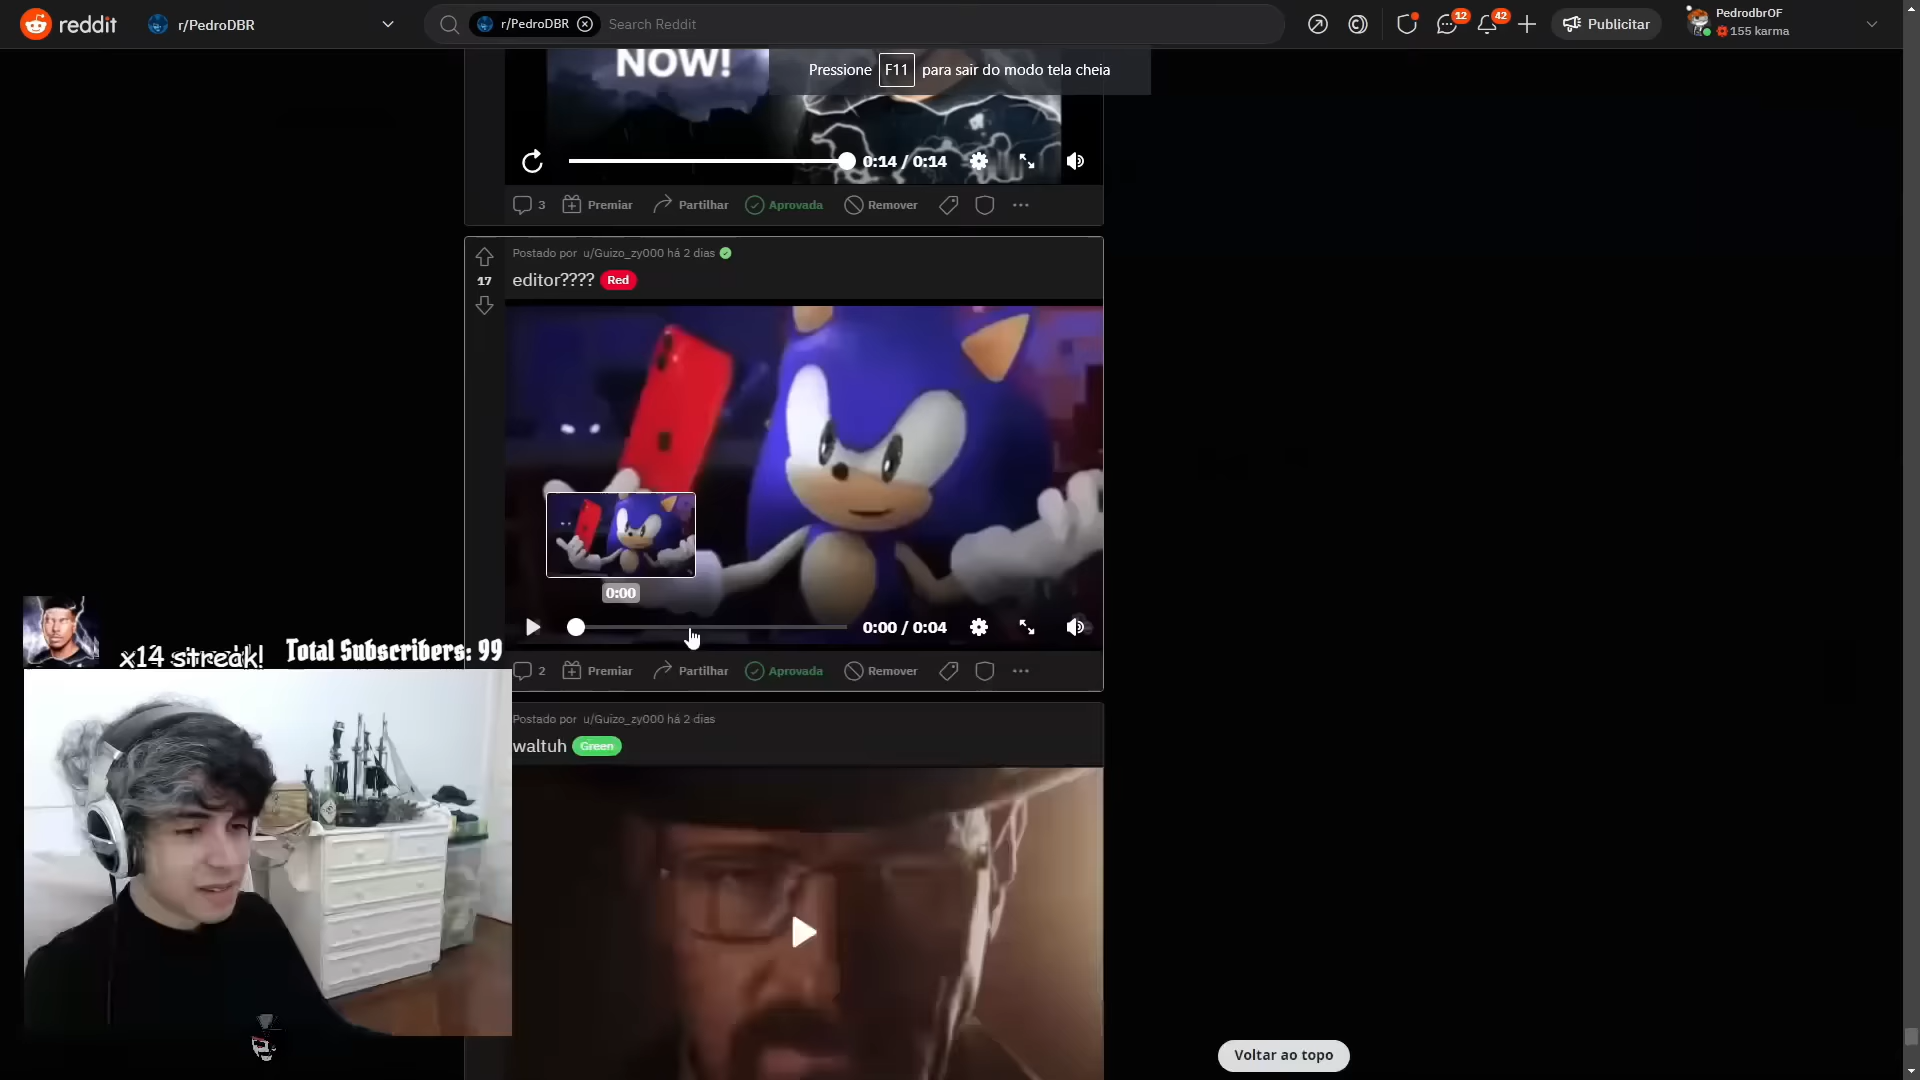 reddit
r/PedroDBR
r/PedroDBR
Search Reddit
12
42
Publicitar
PedrodbrOF
155 karma
NOW!
Pressione F11 para sair do modo tela cheia
0:14 / 0:14
3
Premiar
Partilhar
Aprovada
Remover
Postado por u/Guizo_zy000 há 2 dias
17
editor???? Red
0:00
0:00 / 0:04
2
Premiar
Partilhar
Aprovada
Remover
x14 streak!
Total Subscribers: 99
Postado por u/Guizo_zy000 há 2 dias
waltuh Green
Voltar ao topo